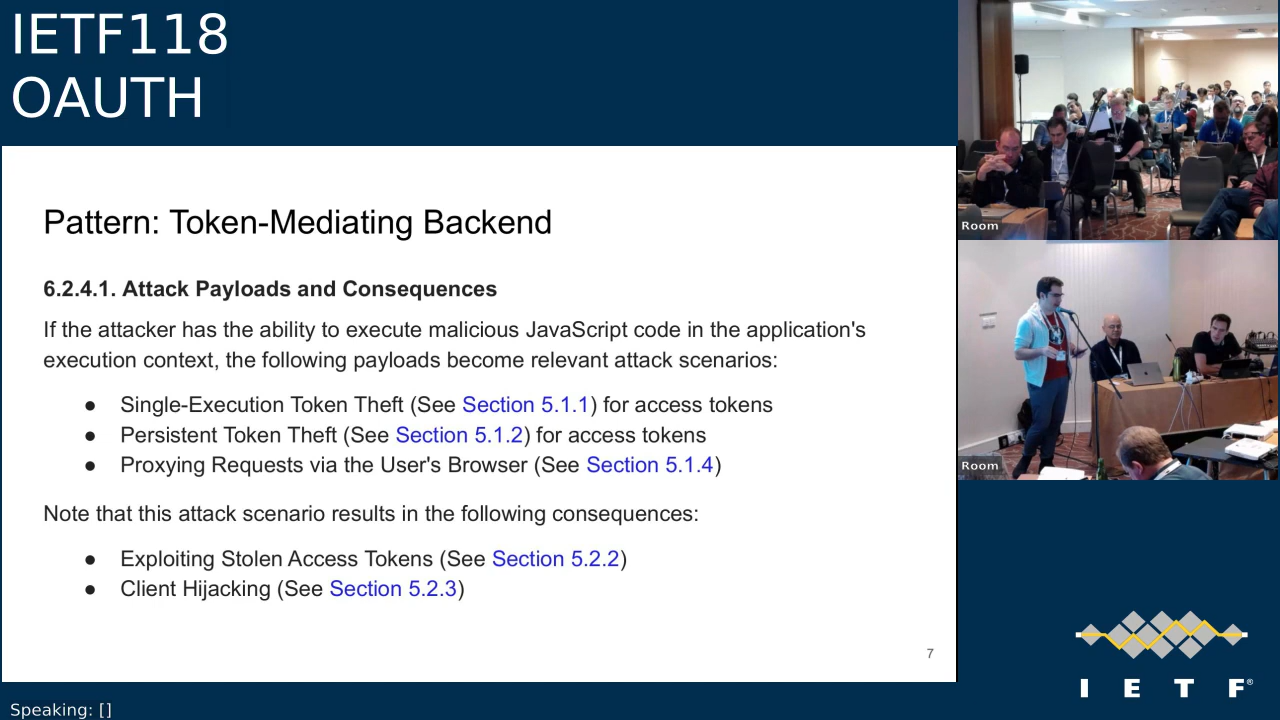 IETF118
OAUTH
Pattern: Token-Mediating Backend
6.2.4.1. Attack Payloads and Consequences
If the attacker has the ability to execute malicious JavaScript code in the application's
execution context, the following payloads become relevant attack scenarios:
● Single-Execution Token Theft (See Section 5.1.1) for access tokens
● Persistent Token Theft (See Section 5.1.2) for access tokens
● Proxying Requests via the User's Browser (See Section 5.1.4)
Note that this attack scenario results in the following consequences:
● Exploiting Stolen Access Tokens (See Section 5.2.2)
● Client Hijacking (See Section 5.2.3)
7
Speaking: []
Room
Room
I E T F®